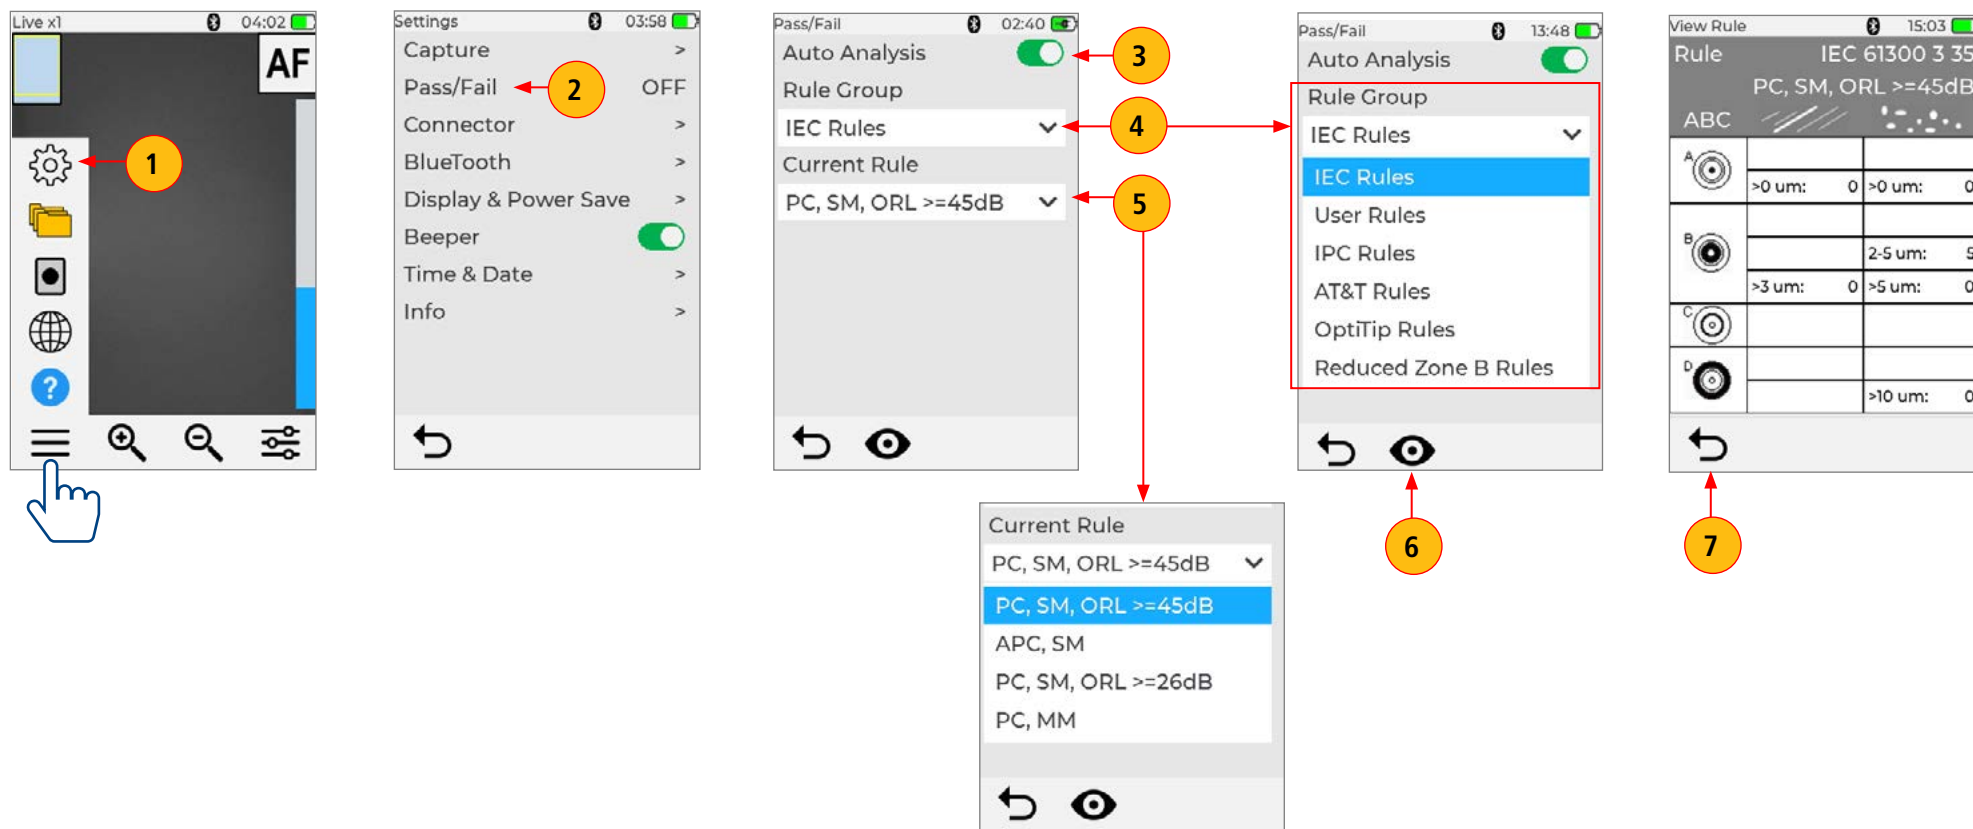 Live x1 04:02
AF
1
Settings 03:58
Capture >
Pass/Fail 2 OFF
Connector >
BlueTooth >
Display & Power Save >
Beeper
Time & Date >
Info >
Pass/Fail 02:40
Auto Analysis 3
Rule Group
IEC Rules 4
Current Rule
PC, SM, ORL >=45dB 5
Current Rule
PC, SM, ORL >=45dB
PC, SM, ORL >=45dB
APC, SM
PC, SM, ORL >=26dB
PC, MM
Pass/Fail 13:48
Auto Analysis
Rule Group
IEC Rules
IEC Rules
User Rules
IPC Rules
AT&T Rules
OptiTip Rules
Reduced Zone B Rules
6
View Rule 15:03
Rule IEC 61300 3 35
PC, SM, ORL >=45dB
ABC
A
>0 um: 0 >0 um: 0
B
2-5 um: 5
>3 um: 0 >5 um: 0
C
D
>10 um: 0
7
?